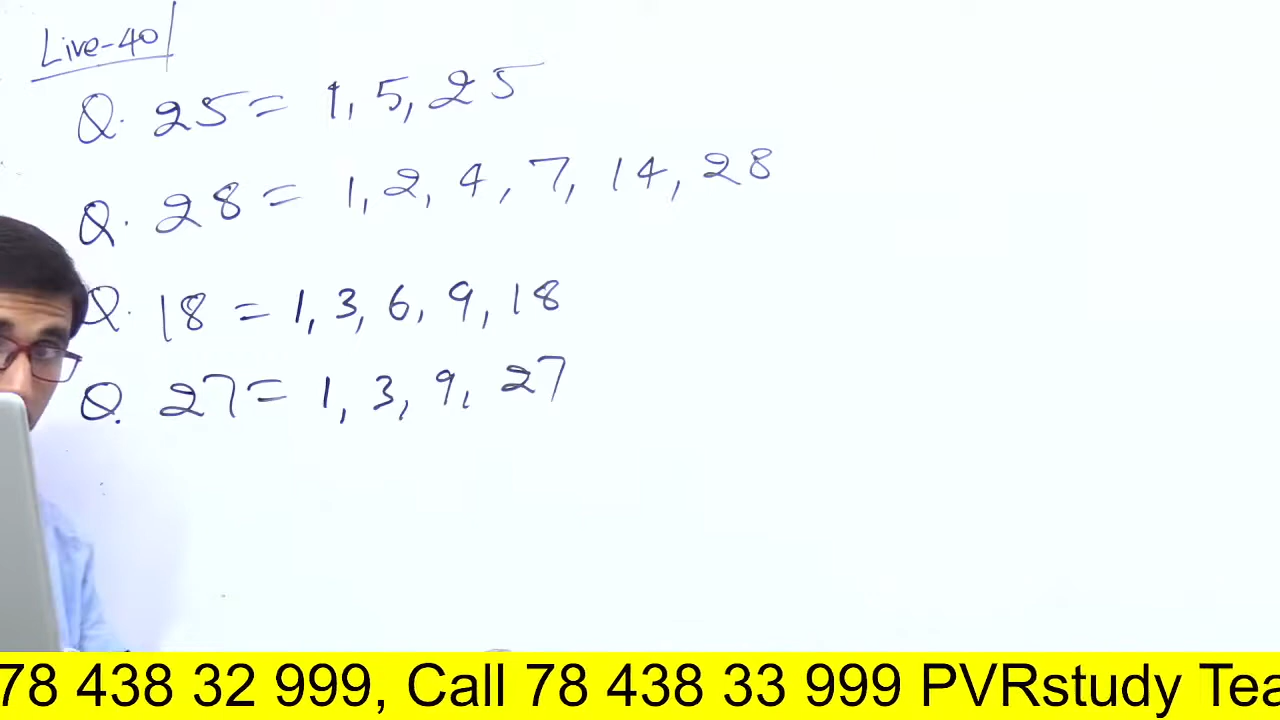 Live-40
Q. 25 = 1, 5, 25
Q. 28 = 1, 2, 4, 7, 14, 28
Q. 18 = 1, 3, 6, 9, 18
Q. 27 = 1, 3, 9, 27
78 438 32 999, Call 78 438 33 999 PVRstudy Tea